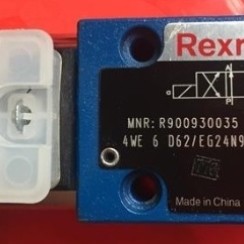 Rexr
MNR: R900930035
4WE 6 D62/EG24N9
Made in China